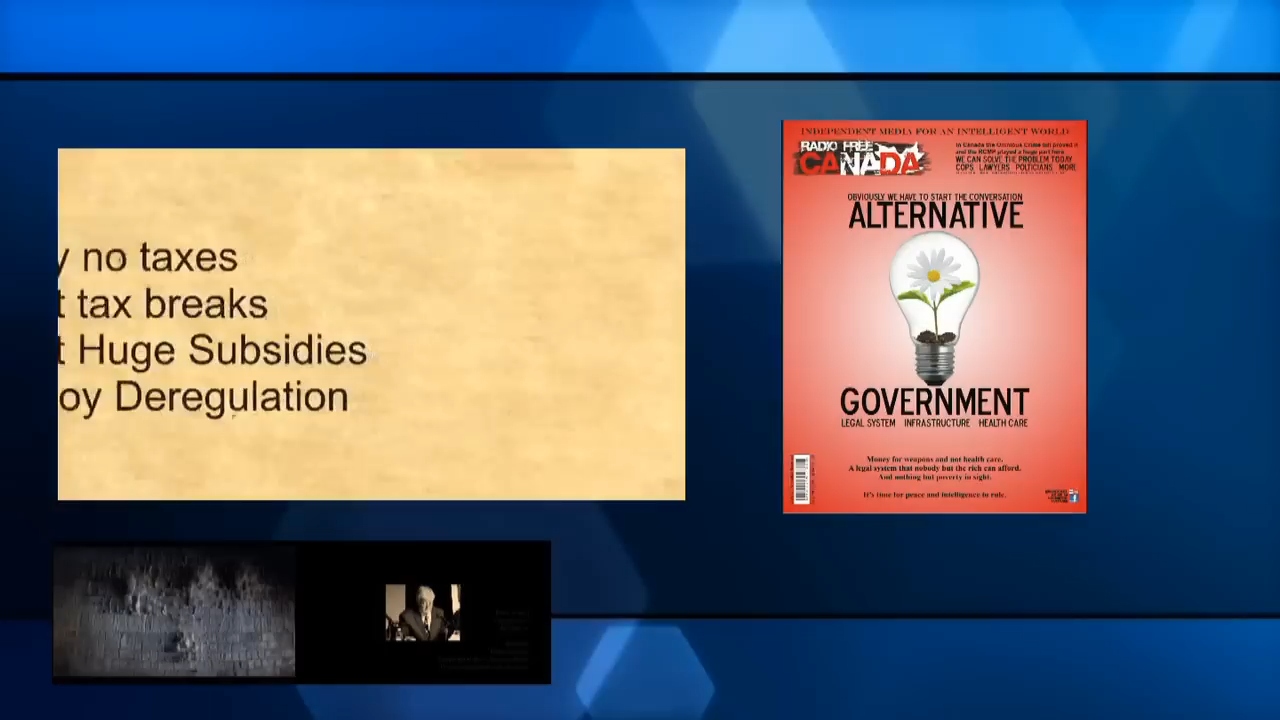 y no taxes
t tax breaks
t Huge Subsidies
oy Deregulation
INDEPENDENT MEDIA FOR AN INTELLIGENT WORLD
RADIO FREE
CANADA
In Canada the Omnibus Crime bill proved it
and the RCMP played a huge part here
WE CAN SOLVE THE PROBLEM TODAY
COPS LAWYERS POLITICIANS MORE
OBVIOUSLY WE HAVE TO START THE CONVERSATION
ALTERNATIVE
GOVERNMENT
LEGAL SYSTEM INFRASTRUCTURE HEALTH CARE
Money for weapons and not health care.
A legal system that nobody but the rich can afford.
And nothing but poverty in sight.
It's time for peace and intelligence to rule.